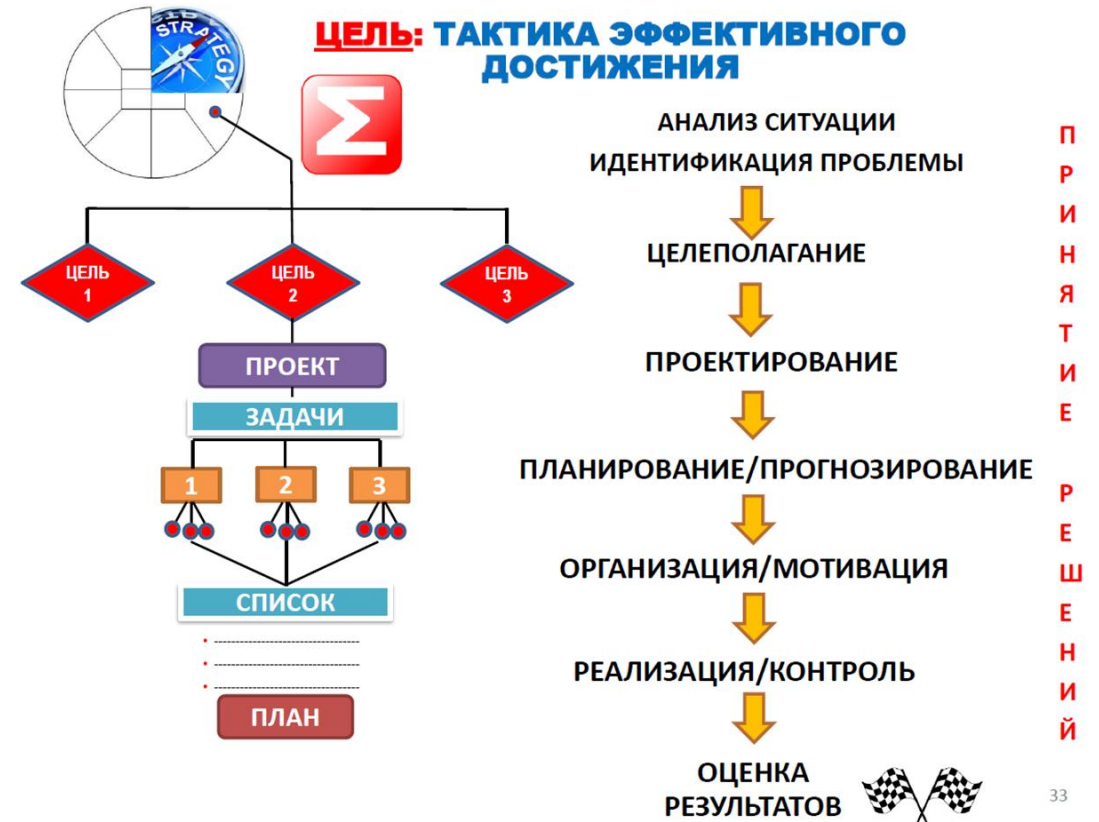 STRATEGY
ЦЕЛЬ: ТАКТИКА ЭФФЕКТИВНОГО
ДОСТИЖЕНИЯ
Σ
ЦЕЛЬ
1
ЦЕЛЬ
2
ЦЕЛЬ
3
ПРОЕКТ
ЗАДАЧИ
1
2
3
СПИСОК
ПЛАН
АНАЛИЗ СИТУАЦИИ
ИДЕНТИФИКАЦИЯ ПРОБЛЕМЫ
ЦЕЛЕПОЛАГАНИЕ
ПРОЕКТИРОВАНИЕ
ПЛАНИРОВАНИЕ/ПРОГНОЗИРОВАНИЕ
ОРГАНИЗАЦИЯ/МОТИВАЦИЯ
РЕАЛИЗАЦИЯ/КОНТРОЛЬ
ОЦЕНКА
РЕЗУЛЬТАТОВ
ПРИНЯТИЕ РЕШЕНИЙ
33